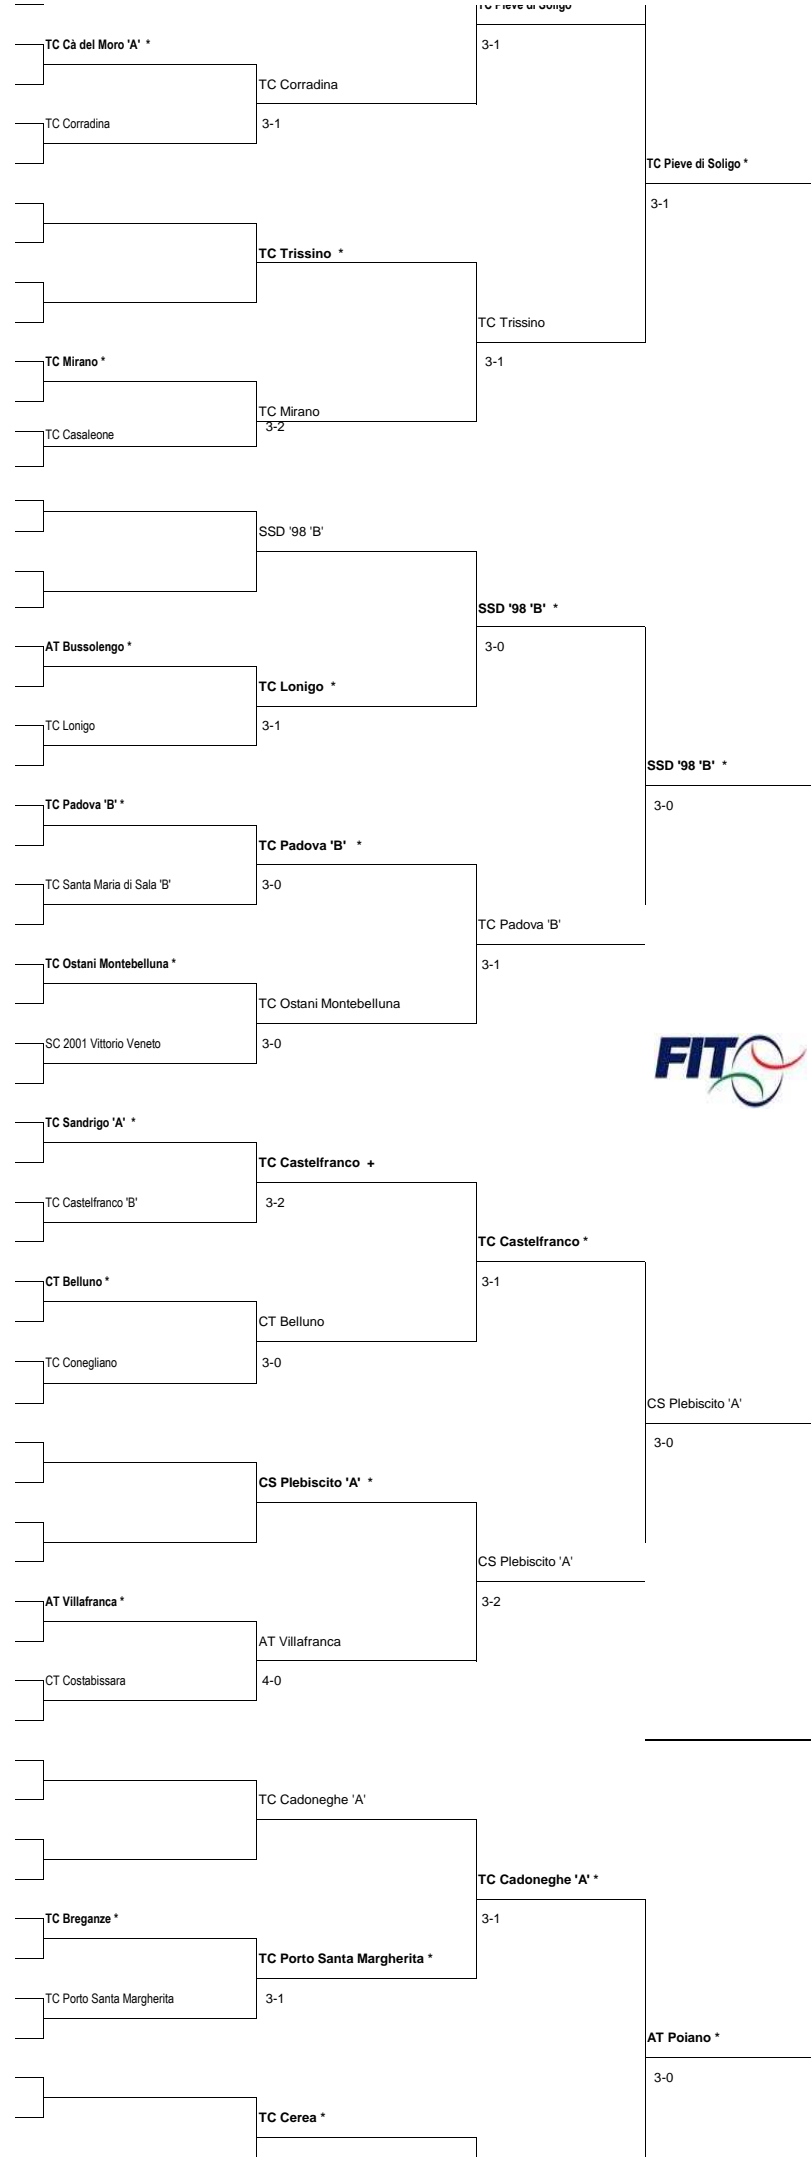 TC Pieve di Soligo
TC Cà del Moro 'A' *
3-1
TC Corradina
TC Corradina
3-1
TC Pieve di Soligo *
3-1
TC Trissino *
TC Trissino
TC Mirano *
3-1
TC Mirano
3-2
TC Casaleone
SSD '98 'B'
SSD '98 'B' *
AT Bussolengo *
3-0
TC Lonigo *
TC Lonigo
3-1
SSD '98 'B' *
TC Padova 'B' *
3-0
TC Padova 'B' *
TC Santa Maria di Sala 'B'
3-0
TC Padova 'B'
TC Ostani Montebelluna *
3-1
TC Ostani Montebelluna
SC 2001 Vittorio Veneto
3-0
FIT
TC Sandrigo 'A' *
TC Castelfranco +
TC Castelfranco 'B'
3-2
TC Castelfranco *
CT Belluno *
3-1
CT Belluno
TC Conegliano
3-0
CS Plebiscito 'A'
3-0
CS Plebiscito 'A' *
CS Plebiscito 'A'
AT Villafranca *
3-2
AT Villafranca
CT Costabissara
4-0
TC Cadoneghe 'A'
TC Cadoneghe 'A' *
TC Breganze *
3-1
TC Porto Santa Margherita *
TC Porto Santa Margherita
3-1
AT Poiano *
3-0
TC Cerea *